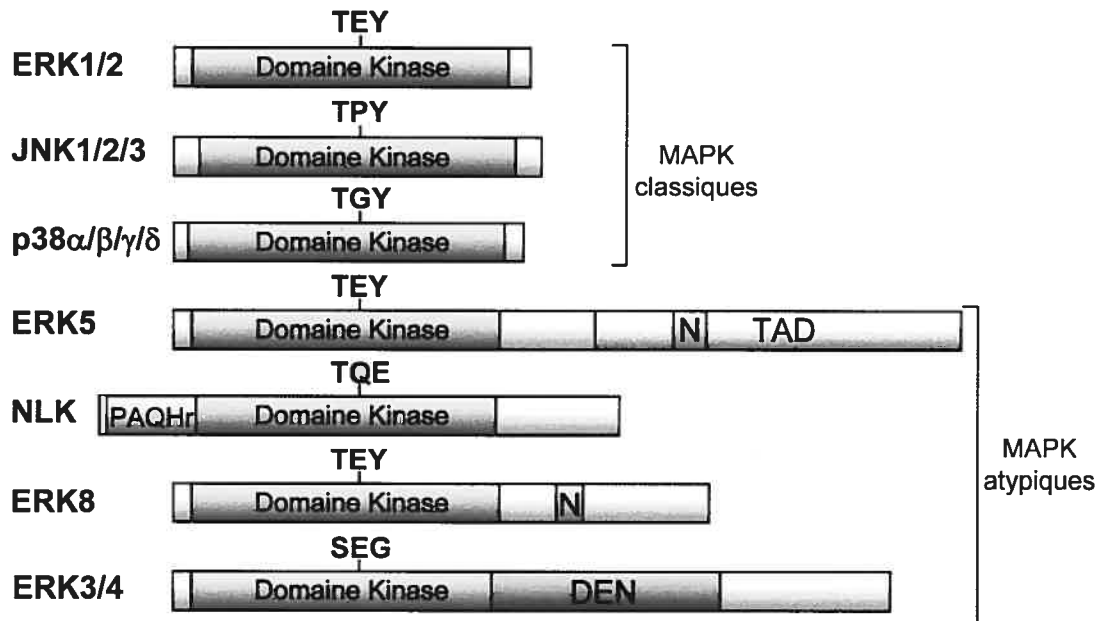 TEY
ERK1/2 Domaine Kinase
TPY
JNK1/2/3 Domaine Kinase
MAPK
classiques
TGY
p38α/β/γ/δ Domaine Kinase
TEY
ERK5 Domaine Kinase N TAD
TQE
NLK PAQHr Domaine Kinase
TEY
ERK8 Domaine Kinase N
MAPK
atypiques
SEG
ERK3/4 Domaine Kinase DEN